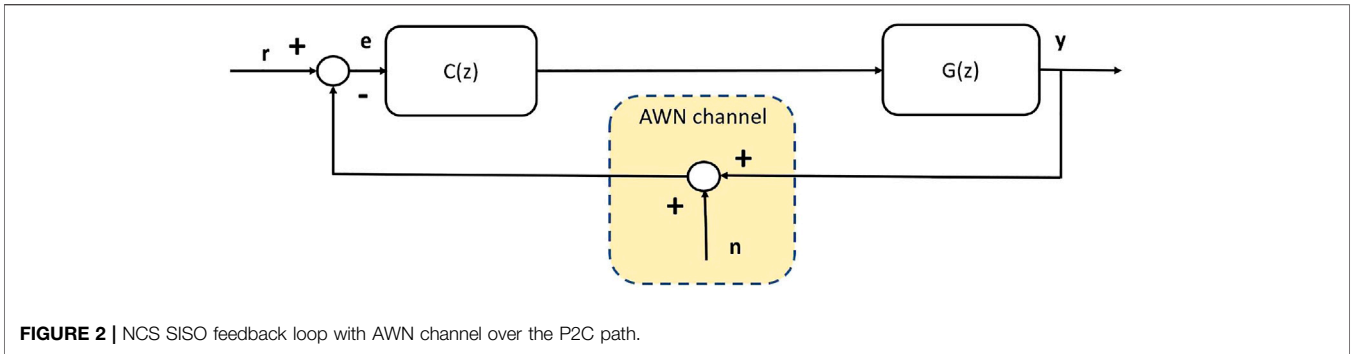 r + e
-
C(z)
G(z)
y
AWN channel
+
+
n
FIGURE 2 | NCS SISO feedback loop with AWN channel over the P2C path.